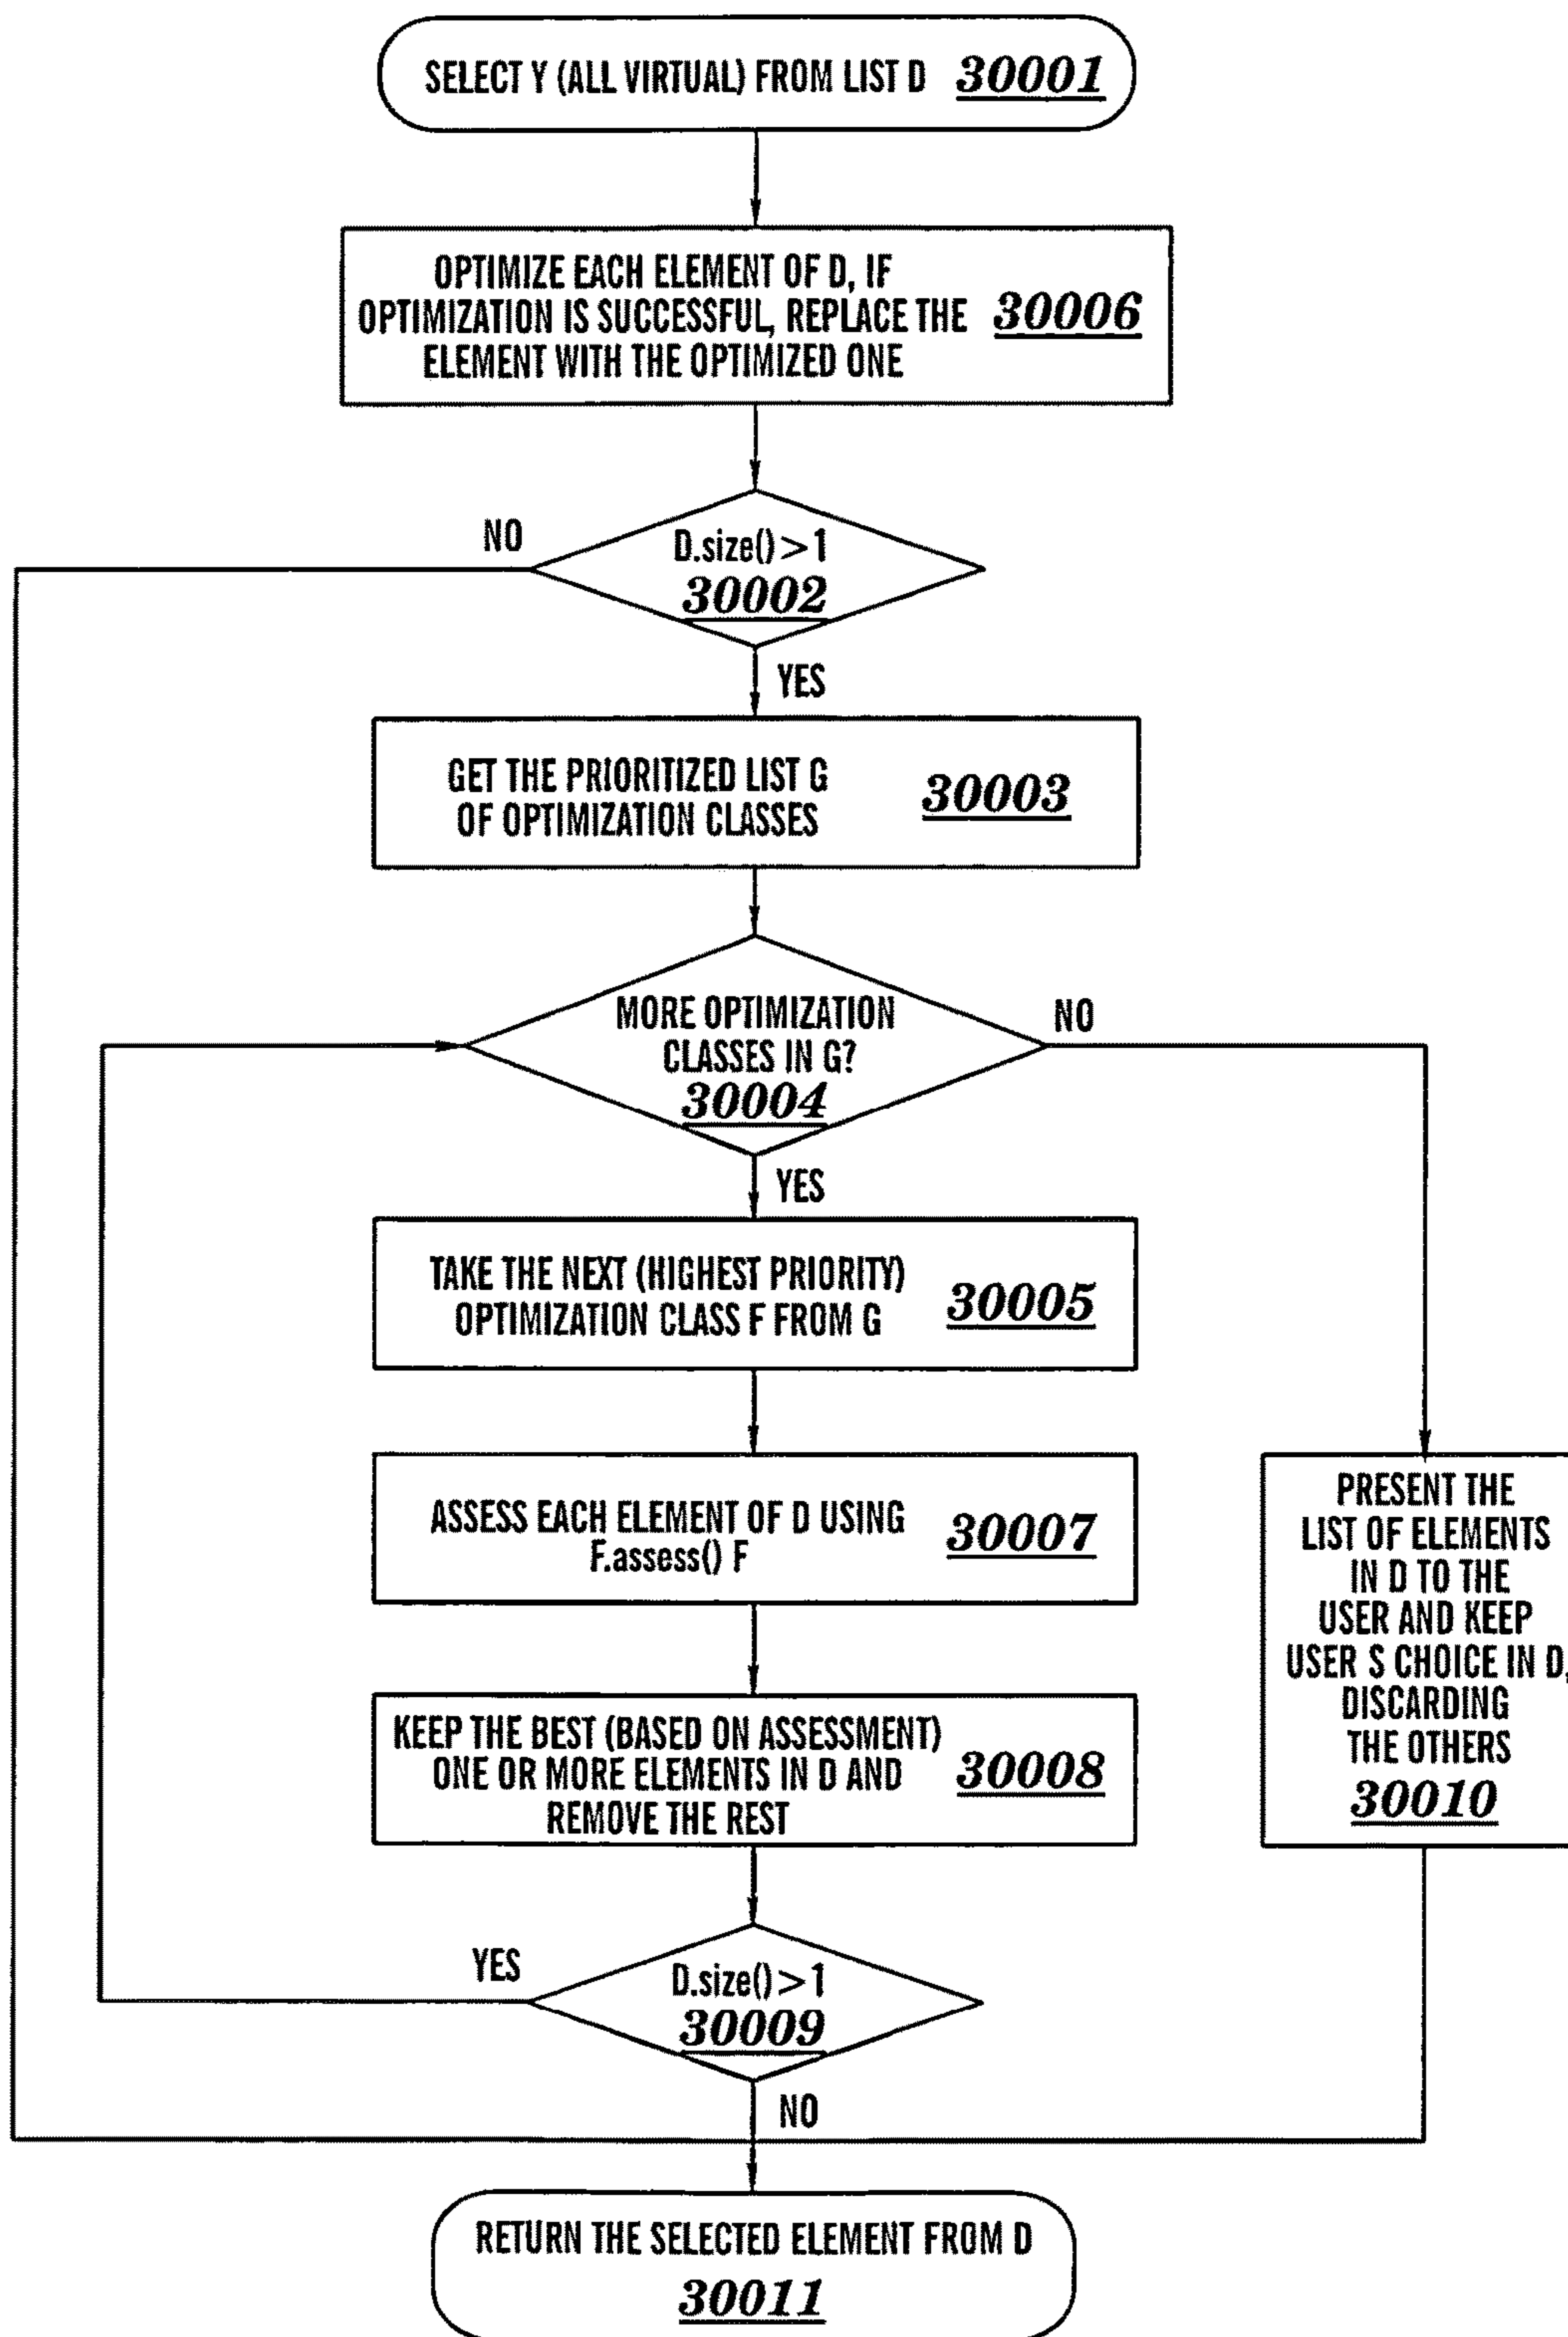 SELECT Y (ALL VIRTUAL) FROM LIST D 30001
OPTIMIZE EACH ELEMENT OF D, IF
OPTIMIZATION IS SUCCESSFUL, REPLACE THE 30006
ELEMENT WITH THE OPTIMIZED ONE
NO
D.size()>1
30002
YES
GET THE PRIORITIZED LIST G
OF OPTIMIZATION CLASSES
30003
MORE OPTIMIZATION
CLASSES IN G?
30004
NO
YES
TAKE THE NEXT (HIGHEST PRIORITY)
OPTIMIZATION CLASS F FROM G
30005
ASSESS EACH ELEMENT OF D USING
F.assess() F
30007
KEEP THE BEST (BASED ON ASSESSMENT)
ONE OR MORE ELEMENTS IN D AND 30008
REMOVE THE REST
PRESENT THE
LIST OF ELEMENTS
IN D TO THE
USER AND KEEP
USER S CHOICE IN D,
DISCARDING
THE OTHERS
30010
YES
D.size()>1
30009
NO
RETURN THE SELECTED ELEMENT FROM D
30011